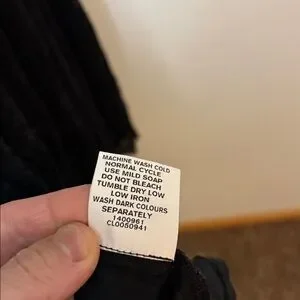 MACHINE WASH COLD
NORMAL CYCLE
USE MILD SOAP
DO NOT BLEACH
TUMBLE DRY LOW
LOW IRON
WASH DARK COLOURS
SEPARATELY
1400961
CL0050941